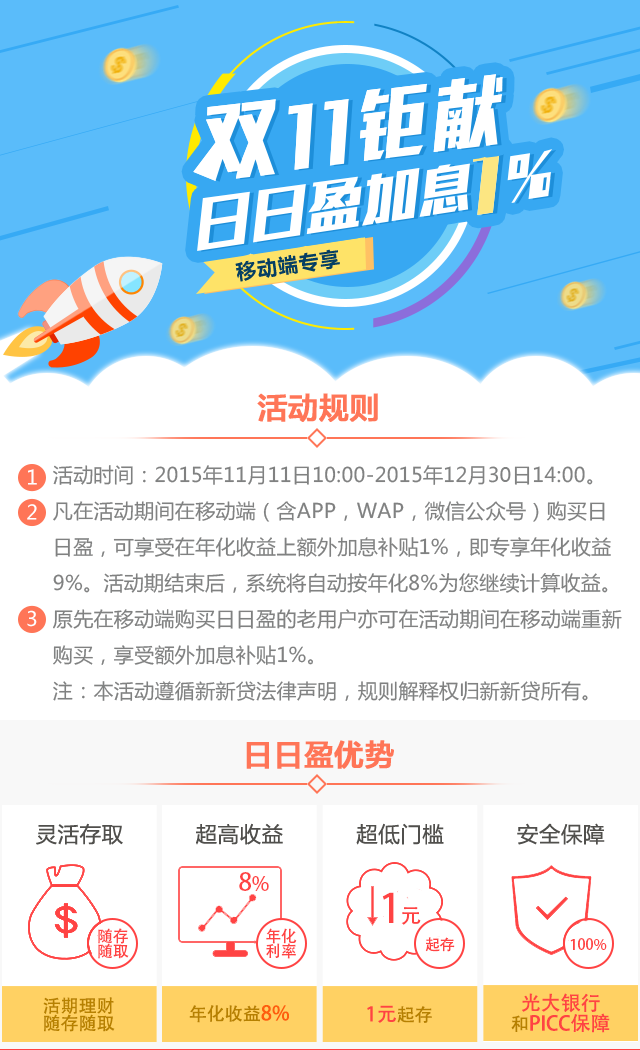 双11钜献
日日盈加息1%
移动端专享
活动规则
1 活动时间：2015年11月11日10:00-2015年12月30日14:00。
2 凡在活动期间在移动端（含APP，WAP，微信公众号）购买日
日盈，可享受在年化收益上额外加息补贴1%，即专享年化收益
9%。活动期结束后，系统将自动按年化8%为您继续计算收益。
3 原先在移动端购买日日盈的老用户亦可在活动期间在移动端重新
购买，享受额外加息补贴1%。
注：本活动遵循新新贷法律声明，规则解释权归新新贷所有。
日日盈优势
灵活存取
$
随存
随取
活期理财
随存随取
超高收益
8%
年化
利率
年化收益8%
超低门槛
1元
起存
1元起存
安全保障
100%
光大银行
和PICC保障